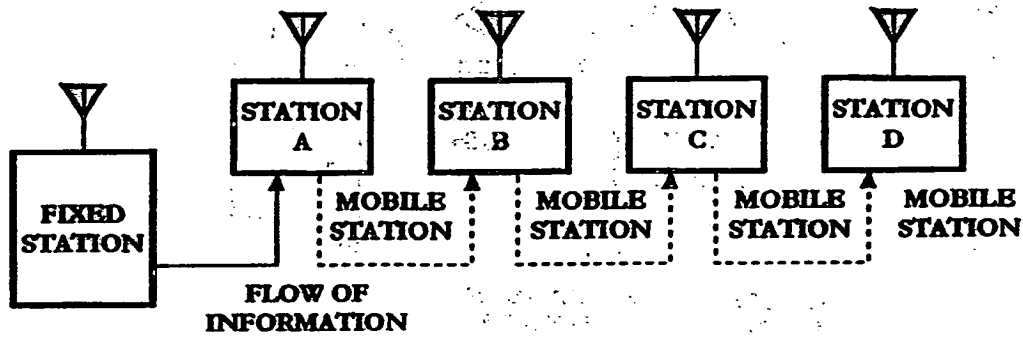 STATION
A
STATION
B
STATION
C
STATION
D
FIXED
STATION
MOBILE
STATION
MOBILE
STATION
MOBILE
STATION
MOBILE
STATION
FLOW OF
INFORMATION